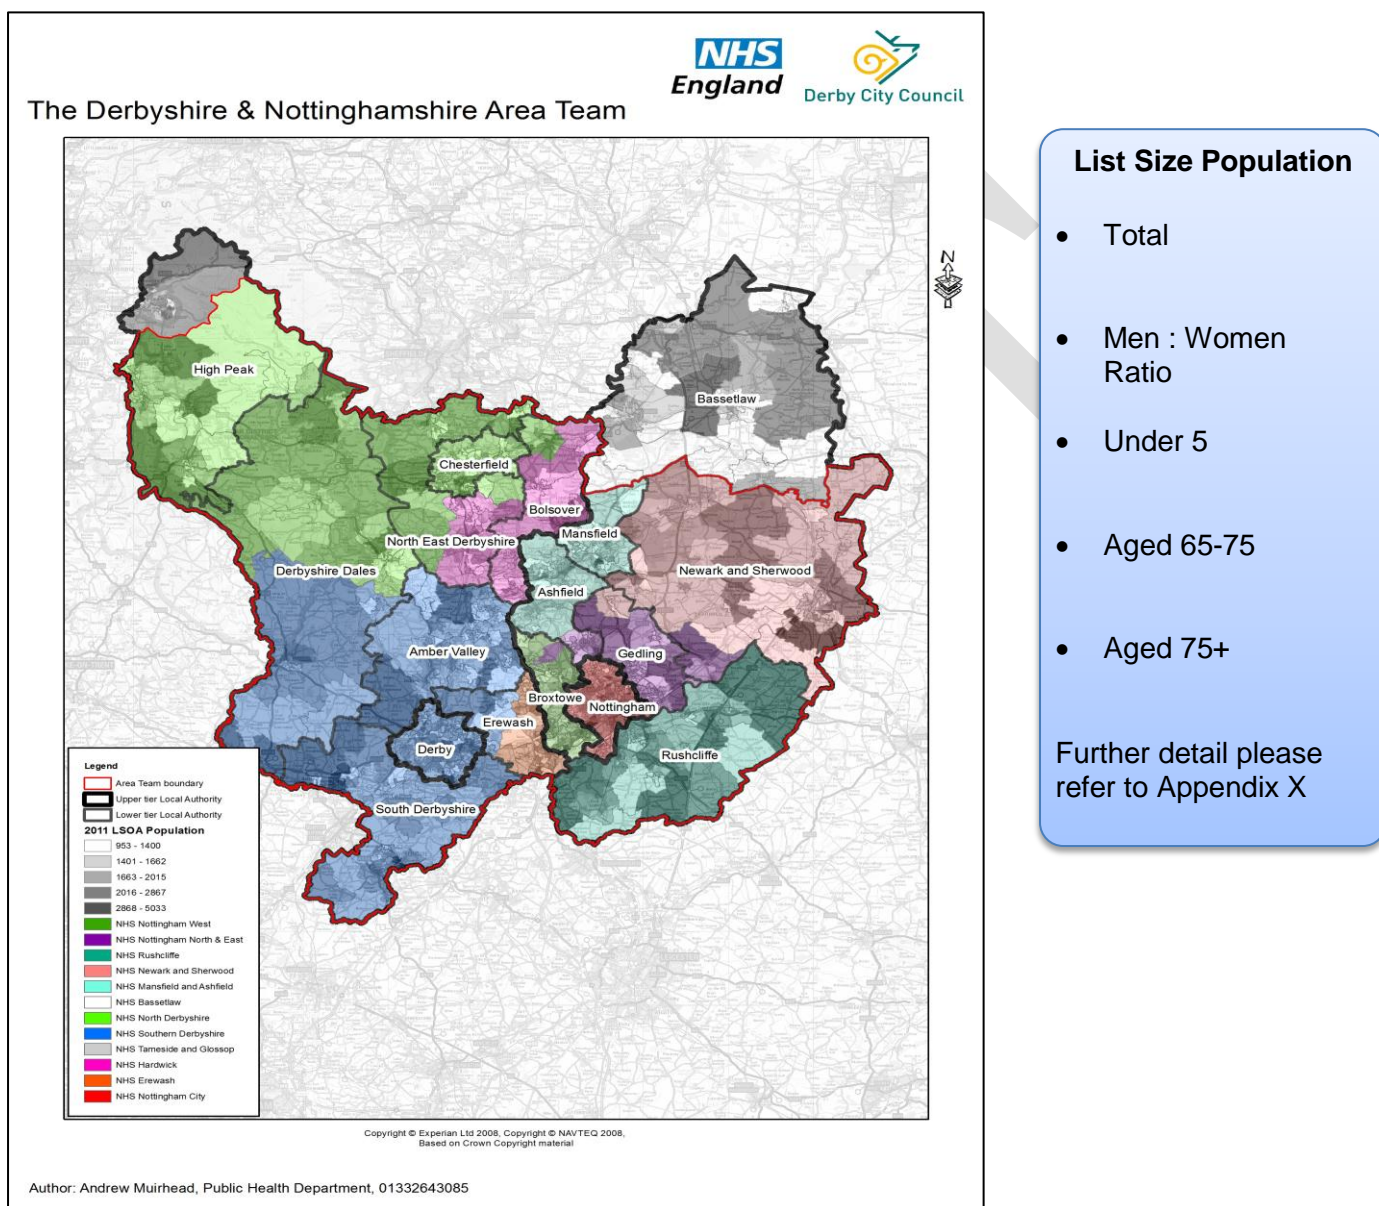 NHS
England
Derby City Council
The Derbyshire & Nottinghamshire Area Team
N
High Peak
Bassetlaw
Chesterfield
Bolsover
Mansfield
North East Derbyshire
Derbyshire Dales
Newark and Sherwood
Ashfield
Amber Valley
Gedling
Broxtowe
Nottingham
Erewash
Derby
Rushcliffe
South Derbyshire
Legend
Area Team boundary
Upper tier Local Authority
Lower tier Local Authority
2011 LSOA Population
953 - 1400
1401 - 1662
1663 - 2015
2016 - 2867
2868 - 5033
NHS Nottingham West
NHS Nottingham North & East
NHS Rushcliffe
NHS Newark and Sherwood
NHS Mansfield and Ashfield
NHS Bassetlaw
NHS North Derbyshire
NHS Southern Derbyshire
NHS Tameside and Glossop
NHS Hardwick
NHS Erewash
NHS Nottingham City
Copyright © Experian Ltd 2008, Copyright © NAVTEQ 2008,
Based on Crown Copyright material
Author: Andrew Muirhead, Public Health Department, 01332643085
List Size Population
• Total
• Men : Women
Ratio
• Under 5
• Aged 65-75
• Aged 75+
Further detail please
refer to Appendix X